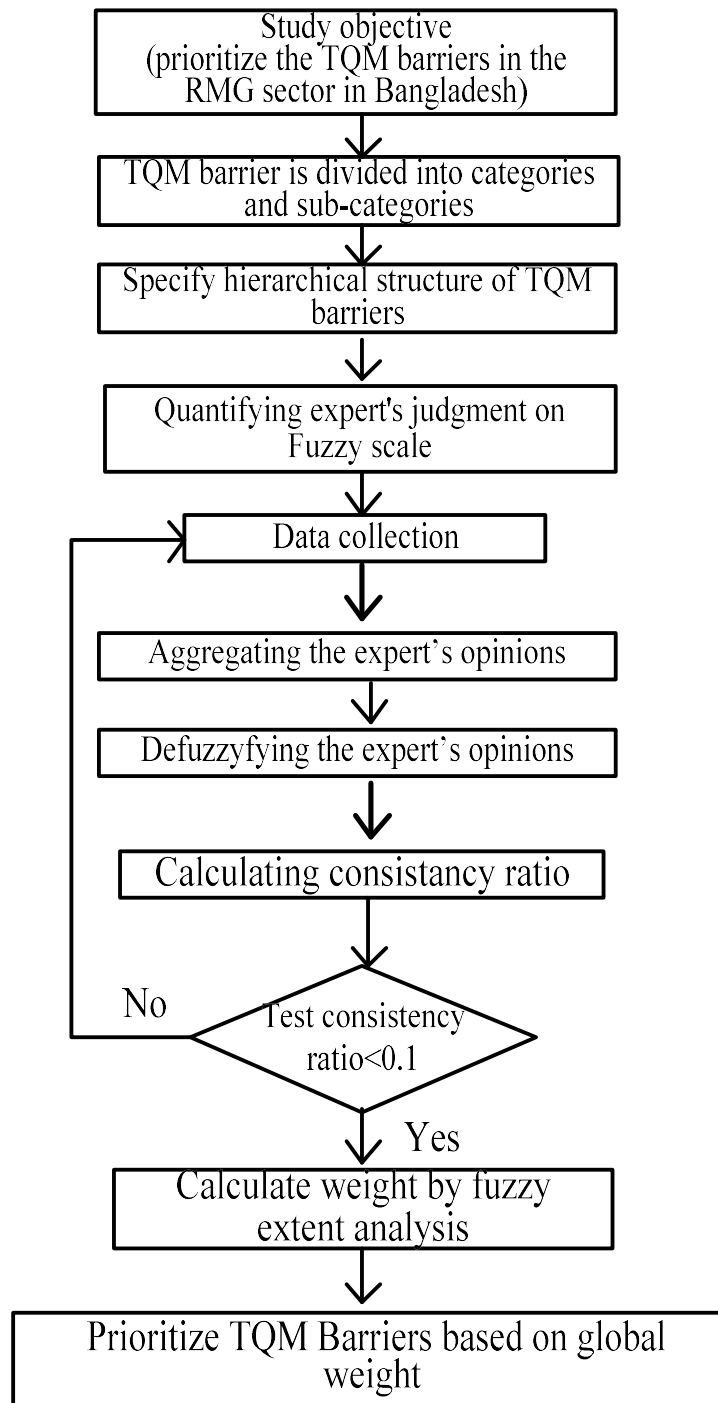 Study objective
(prioritize the TQM barriers in the
RMG sector in Bangladesh)
TQM barrier is divided into categories
and sub-categories
Specify hierarchical structure of TQM
barriers
Quantifying expert's judgment on
Fuzzy scale
Data collection
Aggregating the expert’s opinions
Defuzzyfying the expert’s opinions
Calculating consistancy ratio
No
Test consistency
ratio<0.1
Yes
Calculate weight by fuzzy
extent analysis
Prioritize TQM Barriers based on global
weight